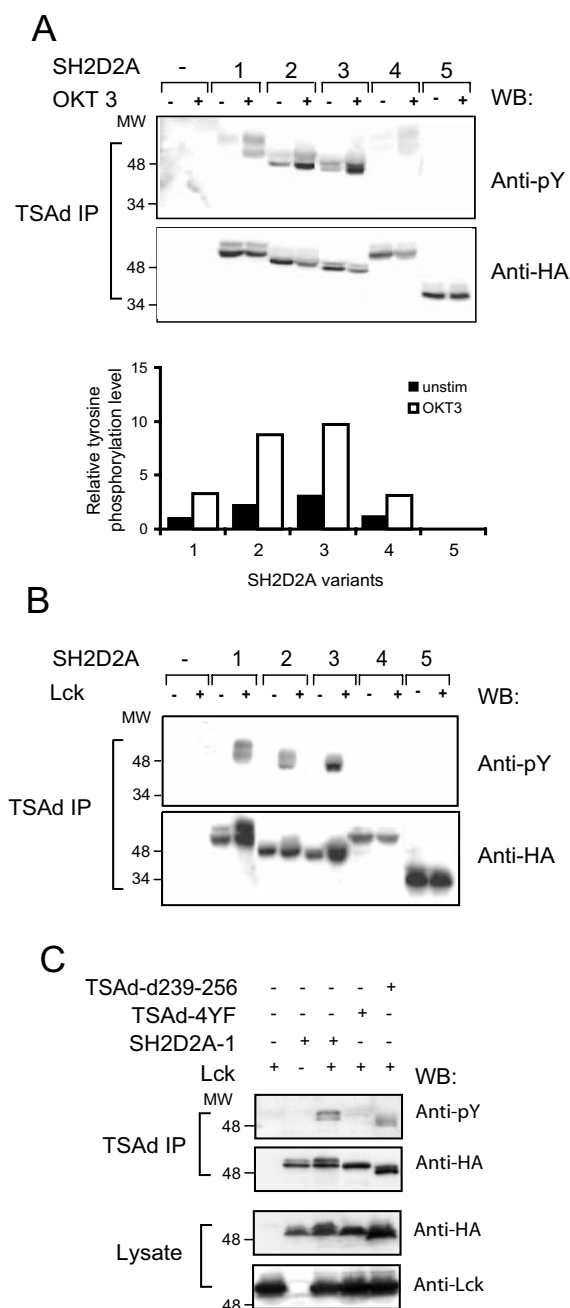 A
SH2D2A - 1 2 3 4 5
OKT 3 - + - + - + - + - + - + WB:
MW
48
34
TSAd IP
Anti-pY
48
34
Anti-HA
15
10
5
0
Relative tyrosine
phosphorylation level
unstim
OKT3
1 2 3 4 5
SH2D2A variants
B
SH2D2A - 1 2 3 4 5
Lck - + - + - + - + - + - + WB:
MW
48
34
TSAd IP
Anti-pY
48
34
Anti-HA
C
TSAd-d239-256 - - - - +
TSAd-4YF - - - + -
SH2D2A-1 - + + - -
Lck + - + + + WB:
MW
48
TSAd IP
Anti-pY
48
Anti-HA
48
Lysate
Anti-HA
48
Anti-Lck